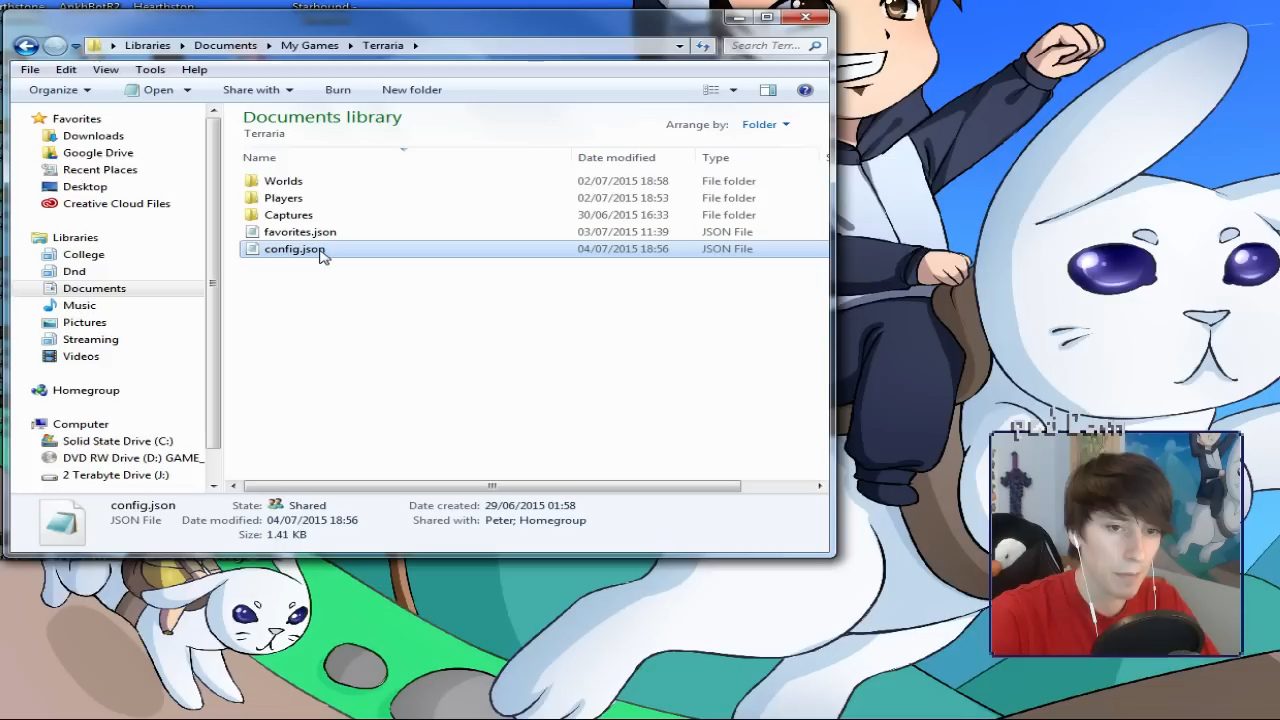 Hearthstone AnkhBotR2 Hearthston Starbound -
Libraries Documents My Games Terraria
Search Terr...
File Edit View Tools Help
Organize Open Share with Burn New folder
Favorites
Downloads
Google Drive
Recent Places
Desktop
Creative Cloud Files
Libraries
College
Dnd
Documents
Music
Pictures
Streaming
Videos
Homegroup
Computer
Solid State Drive (C:)
DVD RW Drive (D:) GAME_
2 Terabyte Drive (J:)
Documents library
Terraria
Arrange by: Folder
Name Date modified Type
Worlds 02/07/2015 18:58 File folder
Players 02/07/2015 18:53 File folder
Captures 30/06/2015 16:33 File folder
favorites.json 03/07/2015 11:39 JSON File
config.json 04/07/2015 18:56 JSON File
config.json State: Shared Date created: 29/06/2015 01:58
JSON File Date modified: 04/07/2015 18:56 Shared with: Peter; Homegroup
Size: 1.41 KB